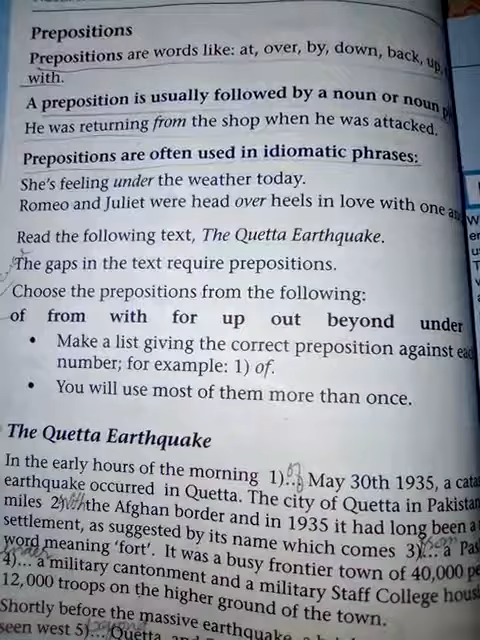 Prepositions
Prepositions are words like: at, over, by, down, back, up,
with.
A preposition is usually followed by a noun or noun
He was returning from the shop when he was attacked.
Prepositions are often used in idiomatic phrases:
She's feeling under the weather today.
Romeo and Juliet were head over heels in love with one
Read the following text, The Quetta Earthquake.
The gaps in the text require prepositions.
Choose the prepositions from the following:
of from with for up out beyond under
• Make a list giving the correct preposition against
number; for example: 1) of.
• You will use most of them more than once.
The Quetta Earthquake
In the early hours of the morning 1)... of May 30th 1935, a
earthquake occurred in Quetta. The city of Quetta in Pakistan
miles 2) with the Afghan border and in 1935 it had long been a
settlement, as suggested by its name which comes 3)... a
word meaning 'fort'. It was a busy frontier town of 40,000
under
4)... a military cantonment and a military Staff College
12,000 troops on the higher ground of the town.
Shortly before the massive earthquake
seen west 5)... beyond Quetta, and